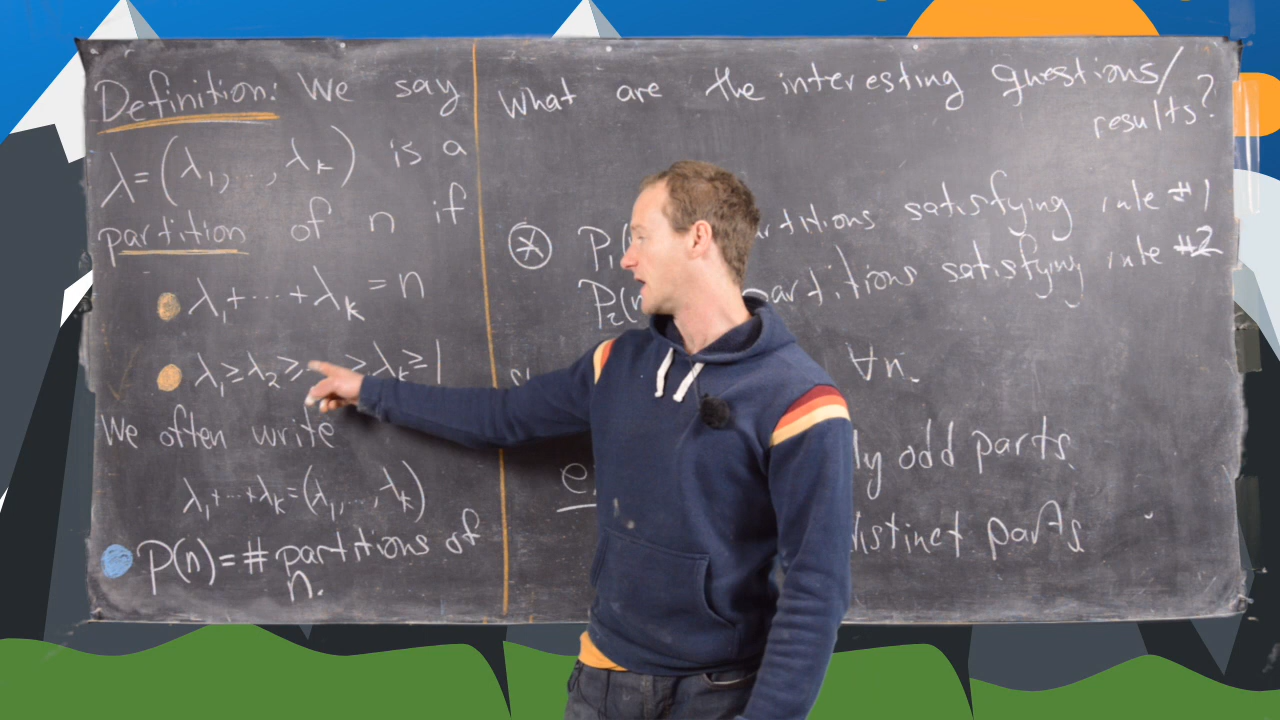 Definition: We say
λ=(λ₁,...,λₖ) is a
partition of n if
λ₁+⋯+λₖ=n
λ₁≥λ₂≥ ≥λₖ≥1
We often write
λ₁+⋯+λₖ=(λ₁,...,λₖ)
P(n)=# partitions of
n.
What are the interesting questions/
results?
* P₁( rtitions satisfying rule #1
P₂(n partitions satisfying rule #2
∀n.
ly odd parts.
distinct parts